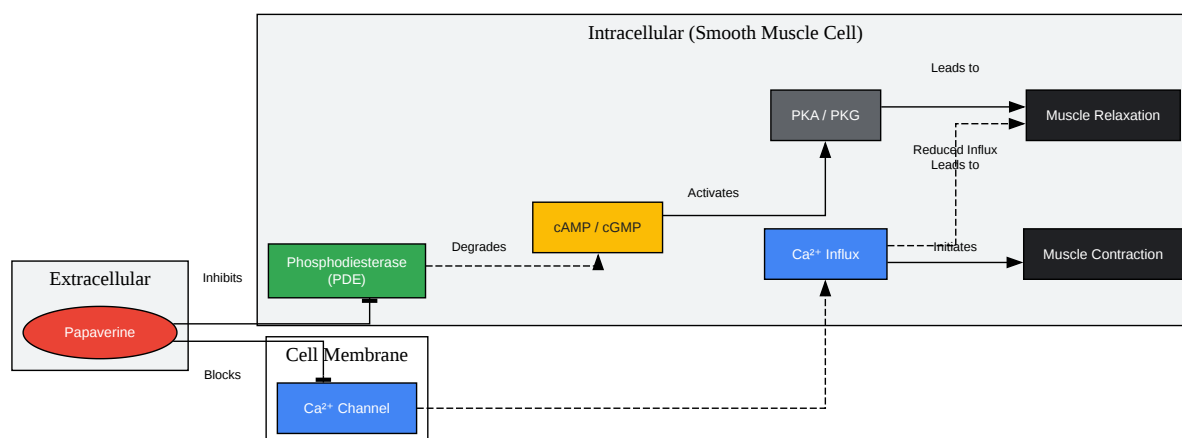 Intracellular (Smooth Muscle Cell)
Leads to
PKA / PKG
Muscle Relaxation
Reduced Influx
Leads to
Activates
cAMP / cGMP
Degrades
Ca²⁺ Influx
Initiates
Muscle Contraction
Phosphodiesterase
(PDE)
Extracellular
Inhibits
Papaverine
Cell Membrane
Blocks
Ca²⁺ Channel